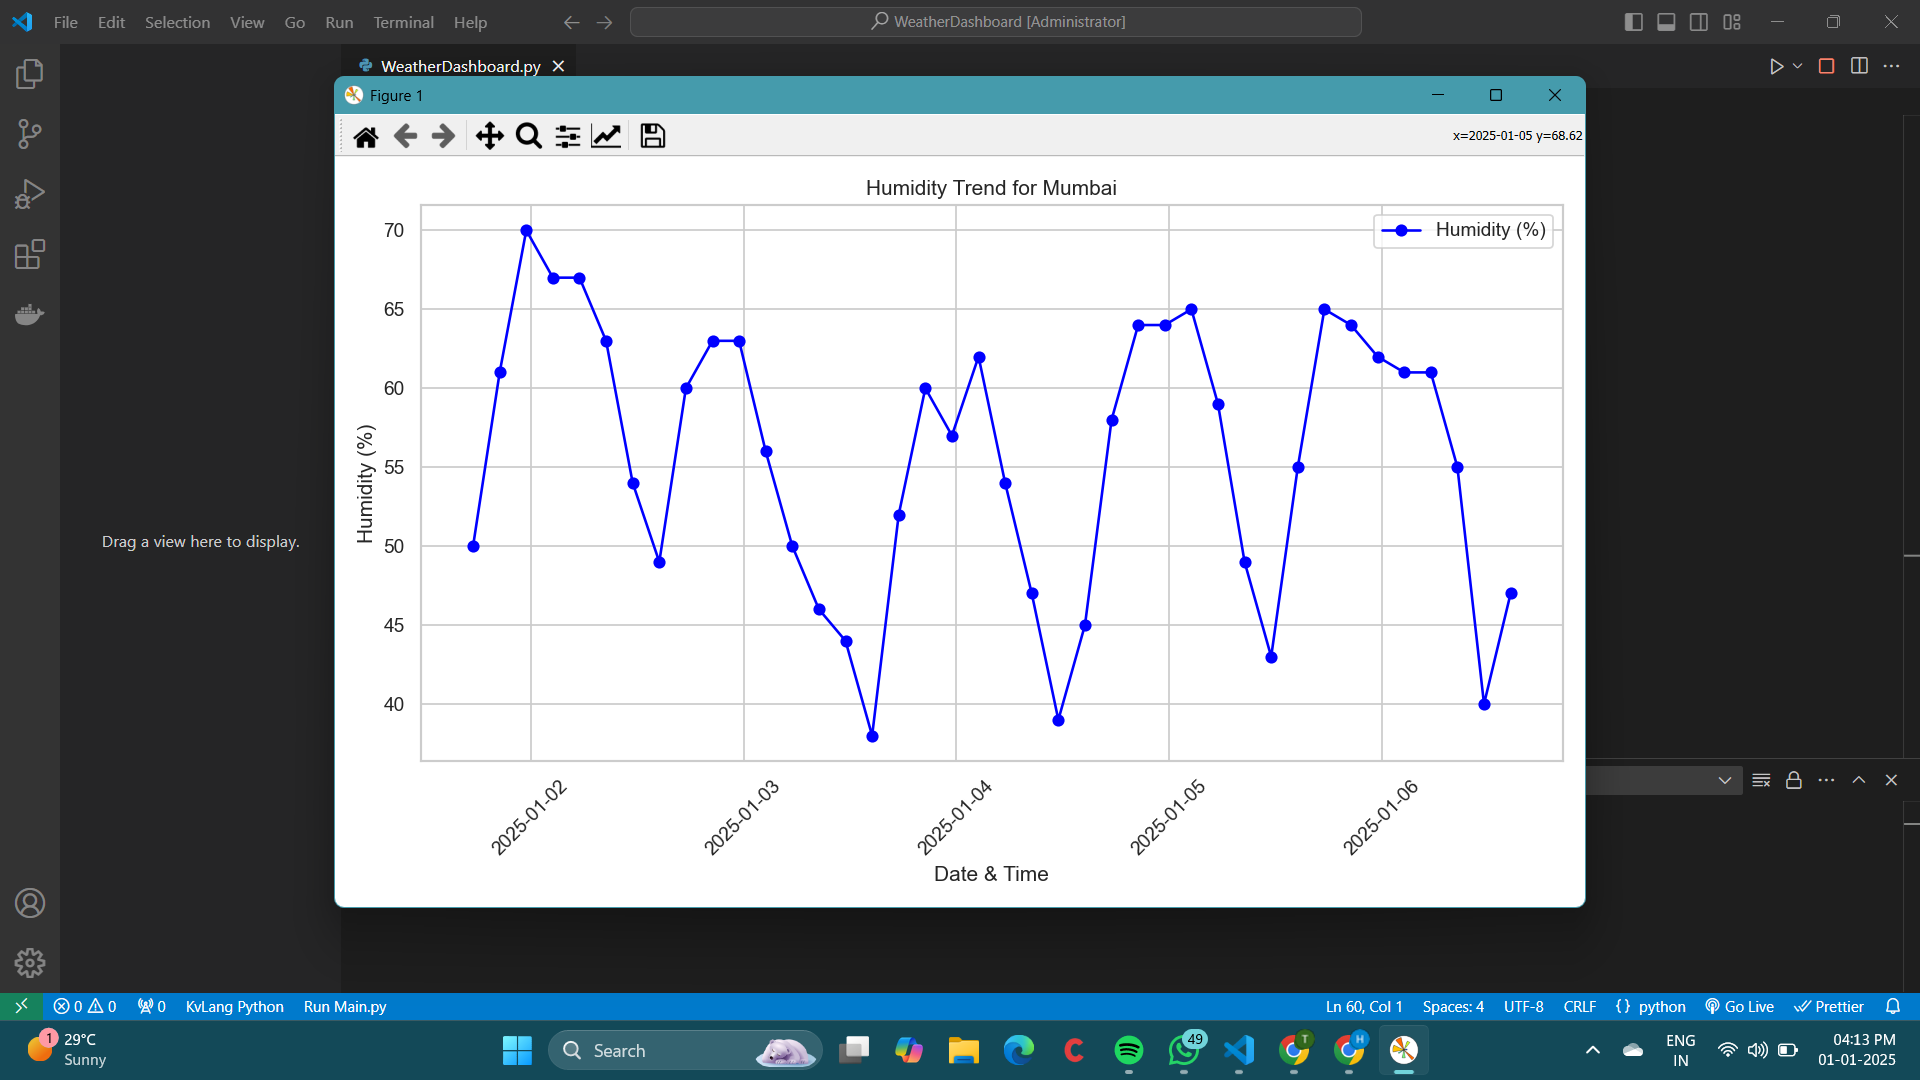 File Edit Selection View Go Run Terminal Help
WeatherDashboard [Administrator]
WeatherDashboard.py
Figure 1
x=2025-01-05 y=68.62
Humidity Trend for Mumbai
Humidity (%)
70
65
60
55
50
45
40
Humidity (%)
2025-01-02
2025-01-03
2025-01-04
2025-01-05
2025-01-06
Date & Time
Drag a view here to display.
0 0 0 KvLang Python Run Main.py
Ln 60, Col 1 Spaces: 4 UTF-8 CRLF {} python Go Live Prettier
1
29°C
Sunny
Search
C
49
T
H
ENG
IN
04:13 PM
01-01-2025